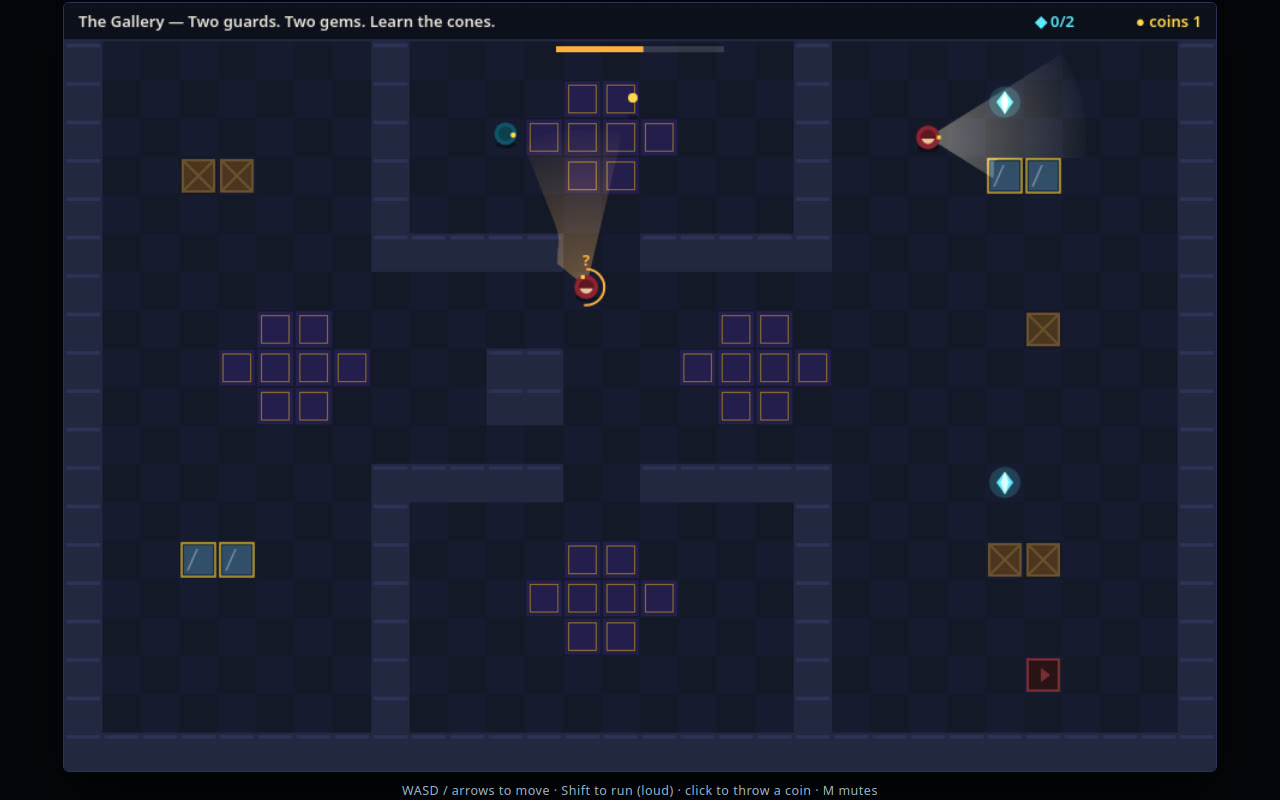 The Gallery — Two guards. Two gems. Learn the cones.
0/2
coins 1
?
WASD / arrows to move · Shift to run (loud) · click to throw a coin · M mutes